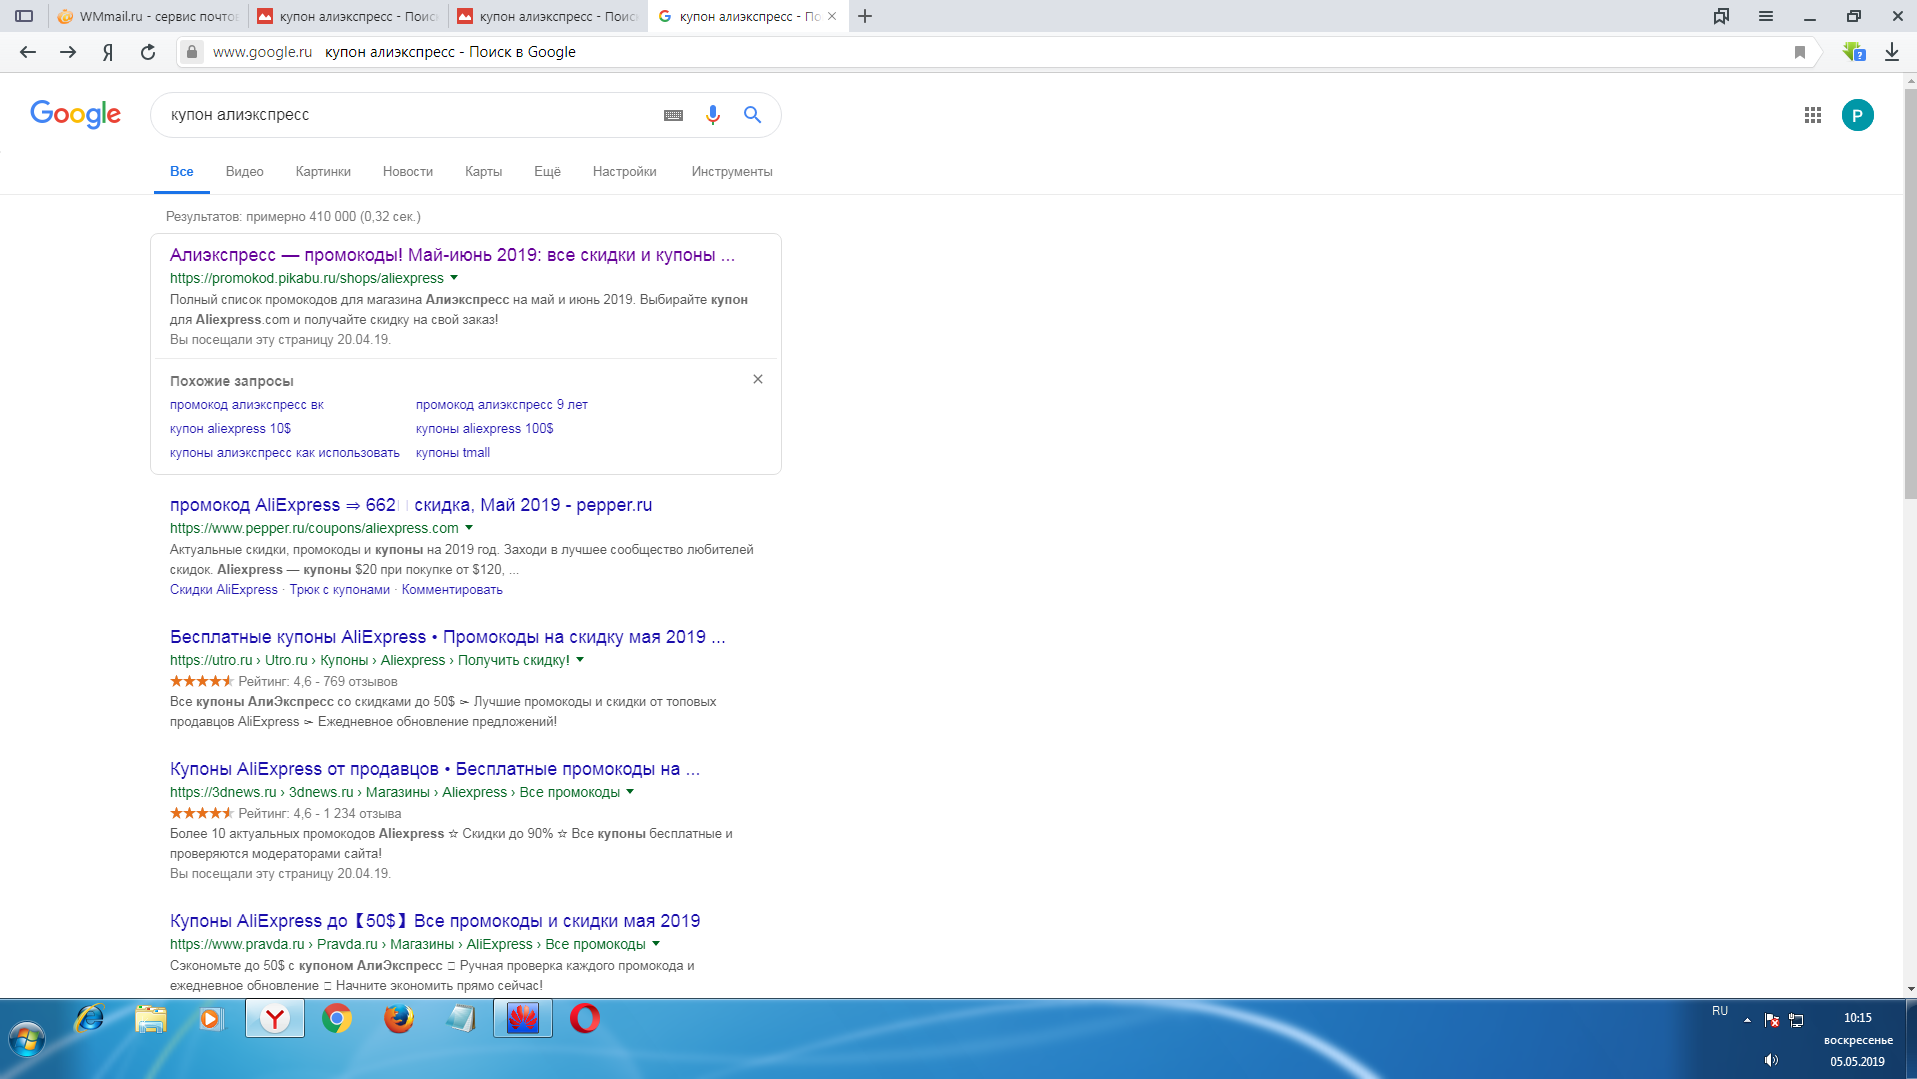 WMmail.ru - сервис почтов
купон алиэкспресс - Поис
купон алиэкспресс - Поис
купон алиэкспресс - По
www.google.ru купон алиэкспресс - Поиск в Google
Google
купон алиэкспресс
P
Все Видео Картинки Новости Карты Ещё Настройки Инструменты
Результатов: примерно 410 000 (0,32 сек.)
Алиэкспресс — промокоды! Май-июнь 2019: все скидки и купоны ...
https://promokod.pikabu.ru/shops/aliexpress
Полный список промокодов для магазина Алиэкспресс на май и июнь 2019. Выбирайте купон
для Aliexpress.com и получайте скидку на свой заказ!
Вы посещали эту страницу 20.04.19.
Похожие запросы
промокод алиэкспресс вк промокод алиэкспресс 9 лет
купон aliexpress 10$ купоны aliexpress 100$
купоны алиэкспресс как использовать купоны tmall
промокод AliExpress ⇒ 662 скидка, Май 2019 - pepper.ru
https://www.pepper.ru/coupons/aliexpress.com
Актуальные скидки, промокоды и купоны на 2019 год. Заходи в лучшее сообщество любителей
скидок. Aliexpress — купоны $20 при покупке от $120, ...
Скидки AliExpress · Трюк с купонами · Комментировать
Бесплатные купоны AliExpress • Промокоды на скидку мая 2019 ...
https://utro.ru › Utro.ru › Купоны › Aliexpress › Получить скидку!
Рейтинг: 4,6 - 769 отзывов
Все купоны АлиЭкспресс со скидками до 50$ ➣ Лучшие промокоды и скидки от топовых
продавцов AliExpress ➣ Ежедневное обновление предложений!
Купоны AliExpress от продавцов • Бесплатные промокоды на ...
https://3dnews.ru › 3dnews.ru › Магазины › Aliexpress › Все промокоды
Рейтинг: 4,6 - 1 234 отзыва
Более 10 актуальных промокодов Aliexpress ☆ Скидки до 90% ☆ Все купоны бесплатные и
проверяются модераторами сайта!
Вы посещали эту страницу 20.04.19.
Купоны AliExpress до【50$】Все промокоды и скидки мая 2019
https://www.pravda.ru › Pravda.ru › Магазины › AliExpress › Все промокоды
Сэкономьте до 50$ с купоном АлиЭкспресс Ручная проверка каждого промокода и
ежедневное обновление Начните экономить прямо сейчас!
RU
10:15
воскресенье
05.05.2019